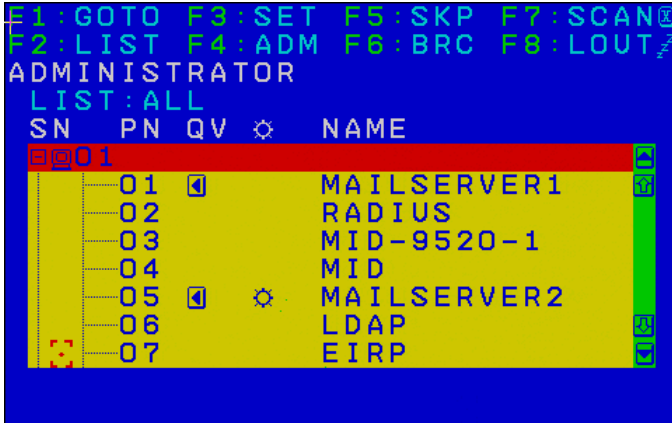 F1:GOTO F3:SET F5:SKP F7:SCAN
F2:LIST F4:ADM F6:BRC F8:LOUT
ADMINISTRATOR
LIST:ALL
SN PN QV NAME
01
01 MAILSERVER1
02 RADIUS
03 MID-9520-1
04 MID
05 MAILSERVER2
06 LDAP
07 EIRP